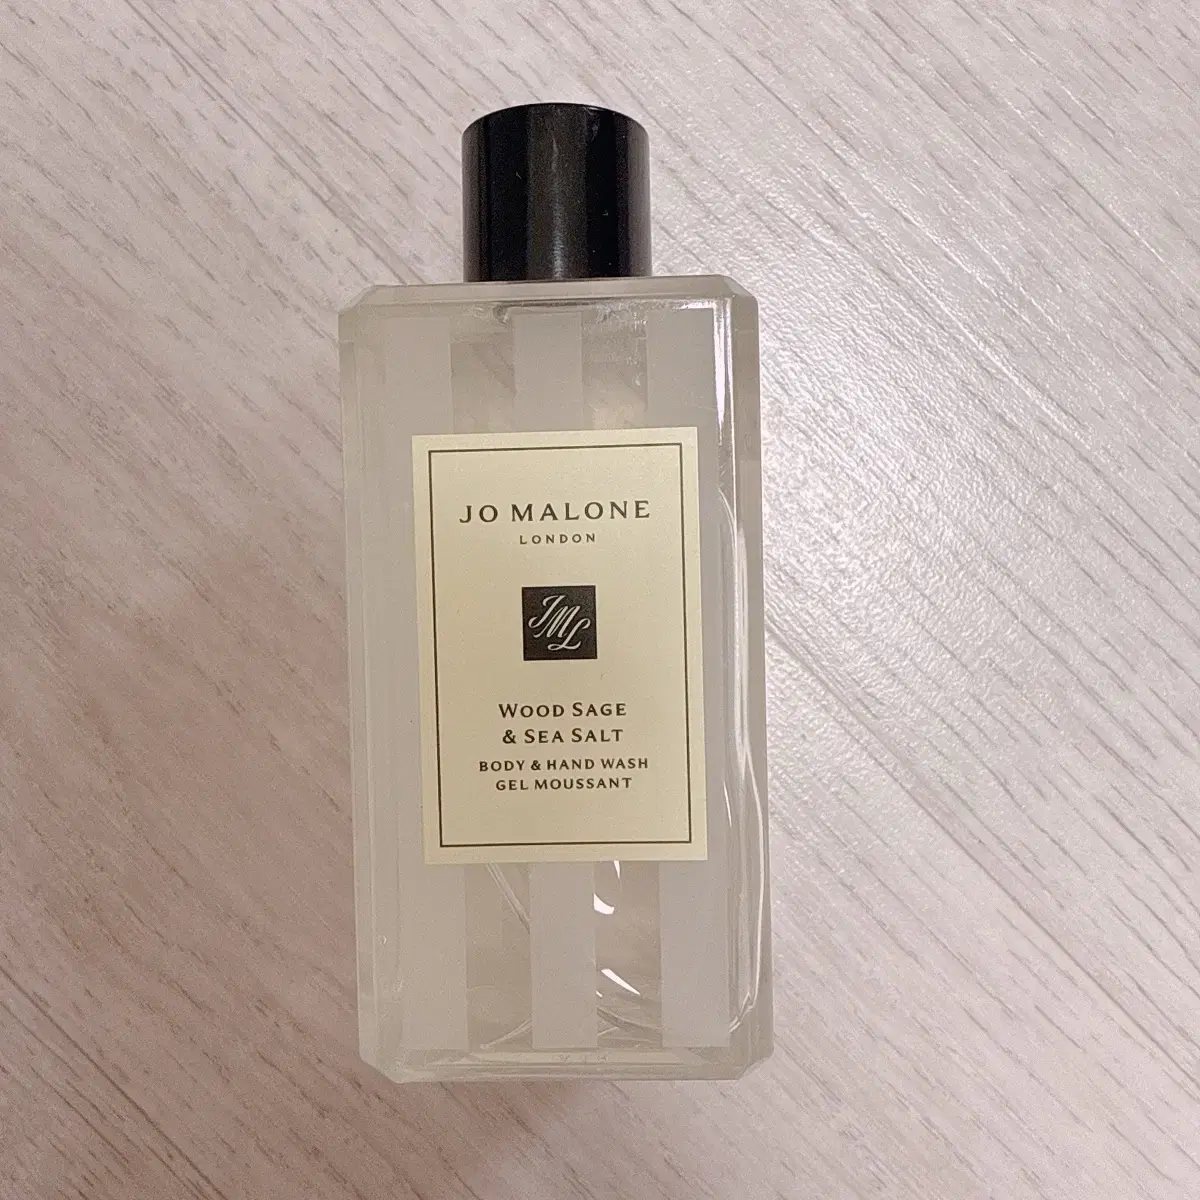 JO MALONE
LONDON
JML
WOOD SAGE
& SEA SALT
BODY & HAND WASH
GEL MOUSSANT